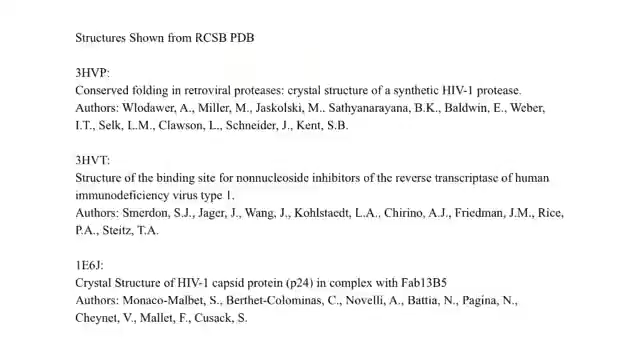 Structures Shown from RCSB PDB
3HVP:
Conserved folding in retroviral proteases: crystal structure of a synthetic HIV-1 protease.
Authors: Wlodawer, A., Miller, M., Jaskolski, M.. Sathyanarayana, B.K., Baldwin, E., Weber,
I.T., Selk, L.M., Clawson, L., Schneider, J., Kent, S.B.
3HVT:
Structure of the binding site for nonnucleoside inhibitors of the reverse transcriptase of human
immunodeficiency virus type 1.
Authors: Smerdon, S.J., Jager, J., Wang, J., Kohlstaedt, L.A., Chirino, A.J., Friedman, J.M., Rice,
P.A., Steitz, T.A.
1E6J:
Crystal Structure of HIV-1 capsid protein (p24) in complex with Fab13B5
Authors: Monaco-Malbet, S., Berthet-Colominas, C., Novelli, A., Battia, N., Pagina, N.,
Cheynet, V., Mallet, F., Cusack, S.